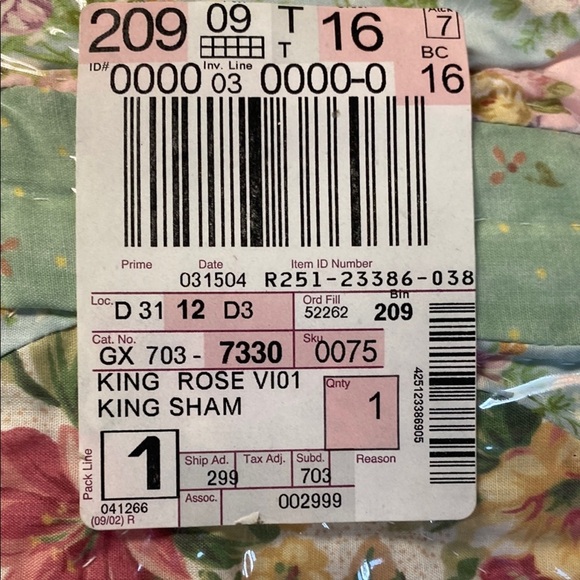 209 09 T 16 7
T BC
ID# 0000 Inv. Line 03 0000-0 16
Prime Date Item ID Number
031504 R251-23386-038
Loc. D 31 12 D3 Ord Fill 52262 Bin 209
Cat. No. GX 703 - 7330 Sku 0075
KING ROSE VI01
KING SHAM
Qnty 1
425123386905
Pack Line 1
Ship Ad. 299 Tax Adj. Subd. 703 Reason
Assoc. 002999
041266
(09/02) R